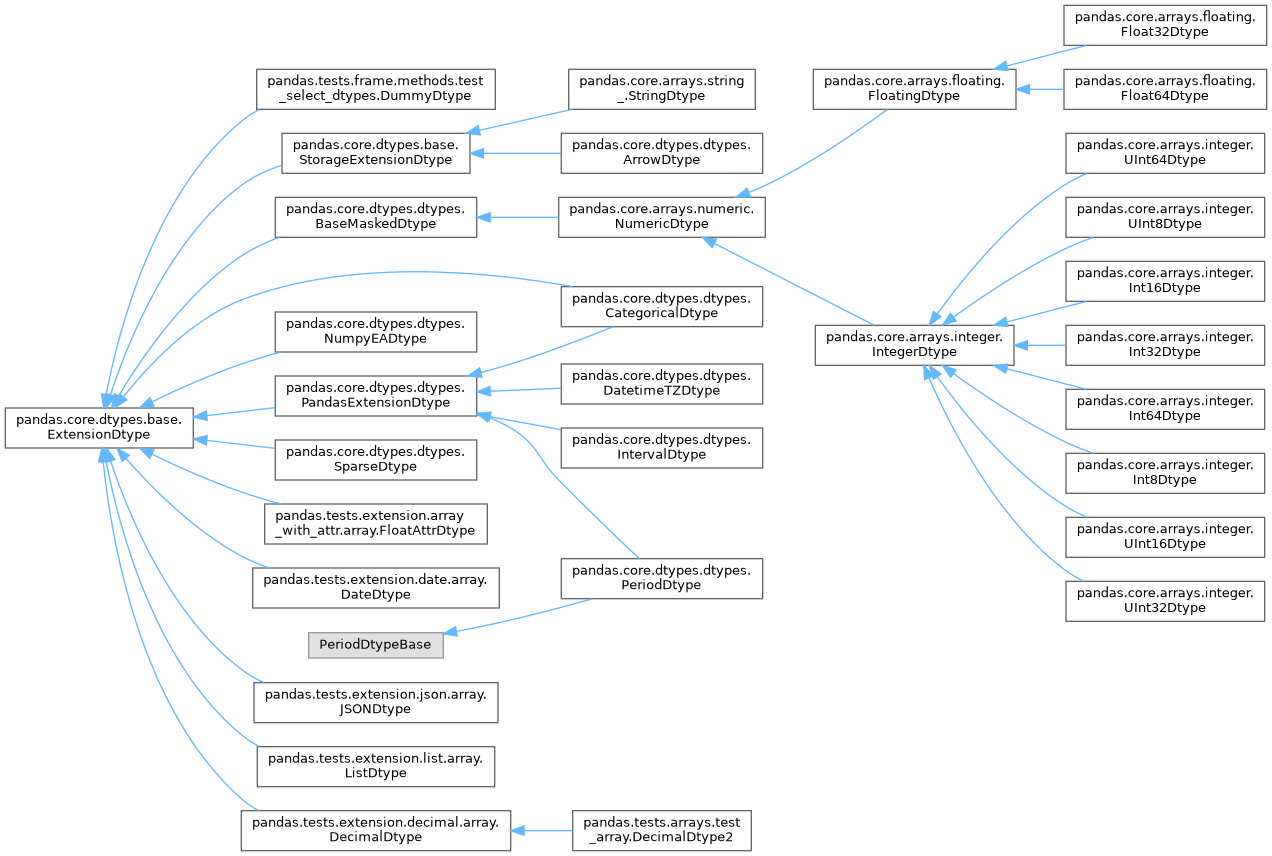 pandas.core.arrays.floating.
Float32Dtype
pandas.tests.frame.methods.test
_select_dtypes.DummyDtype
pandas.core.arrays.string
_.StringDtype
pandas.core.arrays.floating.
FloatingDtype
pandas.core.arrays.floating.
Float64Dtype
pandas.core.dtypes.base.
StorageExtensionDtype
pandas.core.dtypes.dtypes.
ArrowDtype
pandas.core.arrays.integer.
UInt64Dtype
pandas.core.dtypes.dtypes.
BaseMaskedDtype
pandas.core.arrays.numeric.
NumericDtype
pandas.core.arrays.integer.
UInt8Dtype
pandas.core.arrays.integer.
Int16Dtype
pandas.core.dtypes.dtypes.
CategoricalDtype
pandas.core.dtypes.dtypes.
NumpyEADtype
pandas.core.arrays.integer.
IntegerDtype
pandas.core.arrays.integer.
Int32Dtype
pandas.core.dtypes.dtypes.
PandasExtensionDtype
pandas.core.dtypes.dtypes.
DatetimeTZDtype
pandas.core.arrays.integer.
Int64Dtype
pandas.core.dtypes.base.
ExtensionDtype
pandas.core.dtypes.dtypes.
SparseDtype
pandas.core.dtypes.dtypes.
IntervalDtype
pandas.core.arrays.integer.
Int8Dtype
pandas.tests.extension.array
_with_attr.array.FloatAttrDtype
pandas.core.arrays.integer.
UInt16Dtype
pandas.tests.extension.date.array.
DateDtype
pandas.core.dtypes.dtypes.
PeriodDtype
pandas.core.arrays.integer.
UInt32Dtype
PeriodDtypeBase
pandas.tests.extension.json.array.
JSONDtype
pandas.tests.extension.list.array.
ListDtype
pandas.tests.extension.decimal.array.
DecimalDtype
pandas.tests.arrays.test
_array.DecimalDtype2